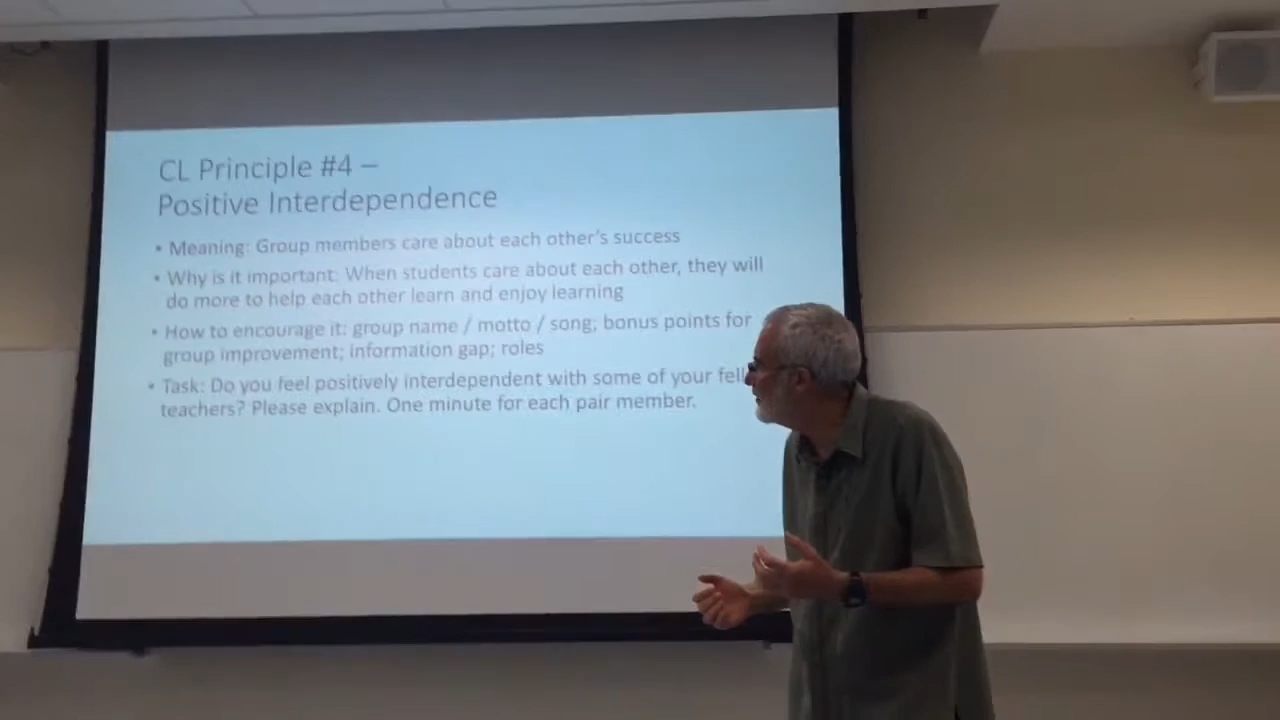 CL Principle #4 –
Positive Interdependence
• Meaning: Group members care about each other's success
• Why is it important: When students care about each other, they will
do more to help each other learn and enjoy learning
• How to encourage it: group name / motto / song; bonus points for
group improvement; information gap; roles
• Task: Do you feel positively interdependent with some of your
teachers? Please explain. One minute for each pair member.